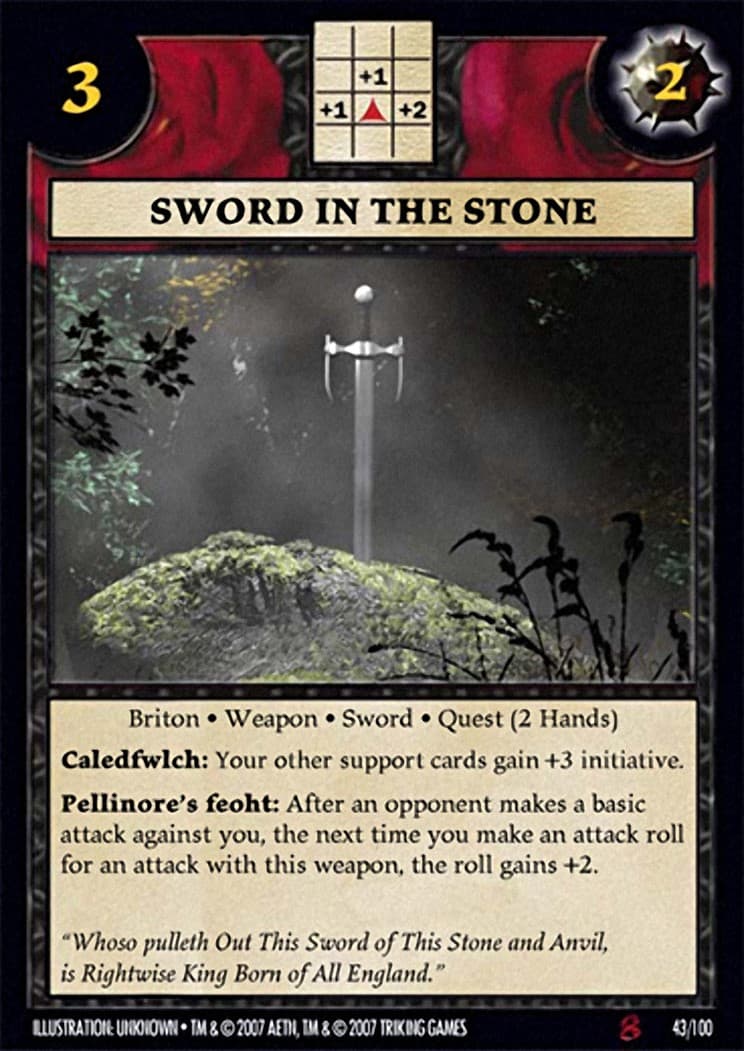 3
2
+1
+1 +2
SWORD IN THE STONE
Briton • Weapon • Sword • Quest (2 Hands)
Caledfwlch: Your other support cards gain +3 initiative.
Pellinore's feoht: After an opponent makes a basic
attack against you, the next time you make an attack roll
for an attack with this weapon, the roll gains +2.
“Whoso pulleth Out This Sword of This Stone and Anvil,
is Rightwise King Born of All England.”
ILLUSTRATION: UNKNOWN • TM & © 2007 AETH, TM & © 2007 TRIKING GAMES
43/100